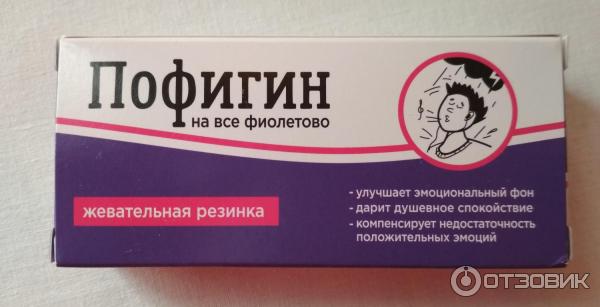 Пофигин
на все фиолетово
жевательная резинка
- улучшает эмоциональный фон
- дарит душевное спокойствие
- компенсирует недостаточность
положительных эмоций
ОТЗОВИК